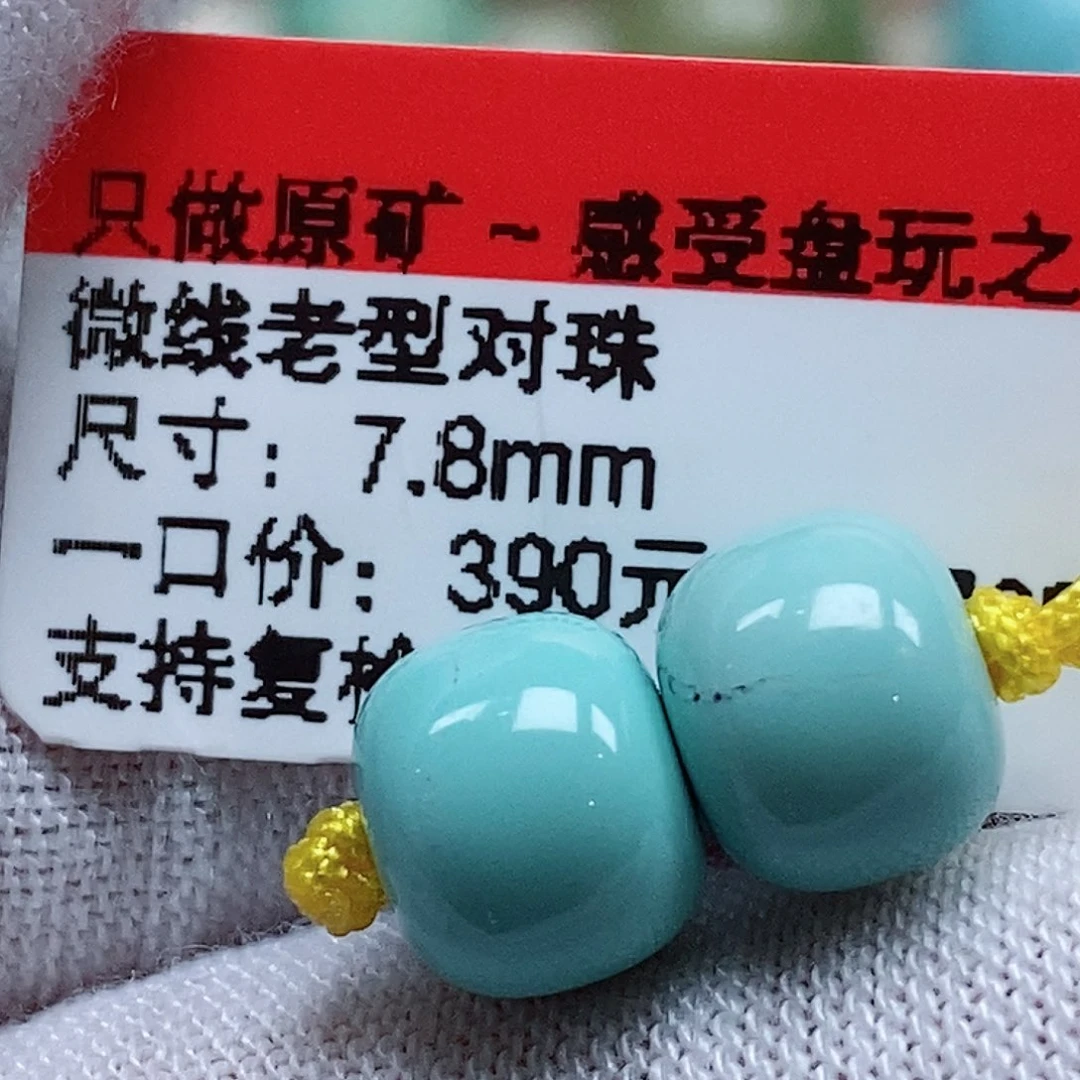 只做原矿~感受盘玩之
微线老型对珠
尺寸：7.8mm
一口价：390元
支持复检